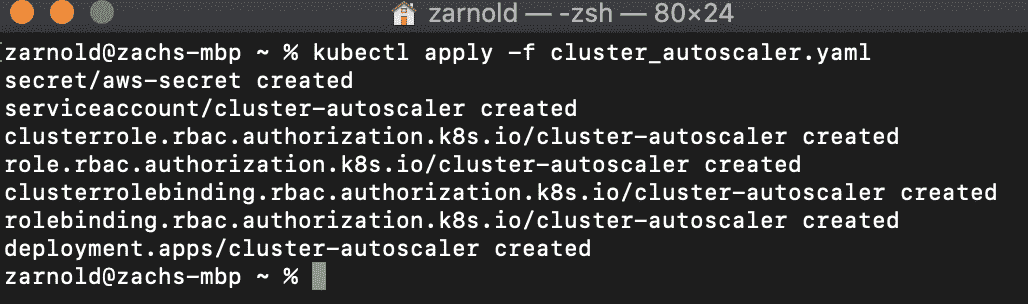 zarnold — -zsh — 80×24
zarnold@zachs-mbp ~ % kubectl apply -f cluster_autoscaler.yaml
secret/aws-secret created
serviceaccount/cluster-autoscaler created
clusterrole.rbac.authorization.k8s.io/cluster-autoscaler created
role.rbac.authorization.k8s.io/cluster-autoscaler created
clusterrolebinding.rbac.authorization.k8s.io/cluster-autoscaler created
rolebinding.rbac.authorization.k8s.io/cluster-autoscaler created
deployment.apps/cluster-autoscaler created
zarnold@zachs-mbp ~ %